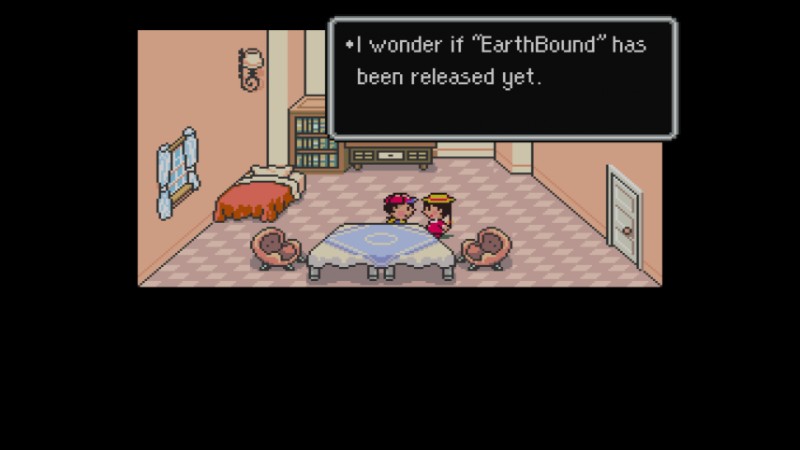 •I wonder if “EarthBound” has
been released yet.